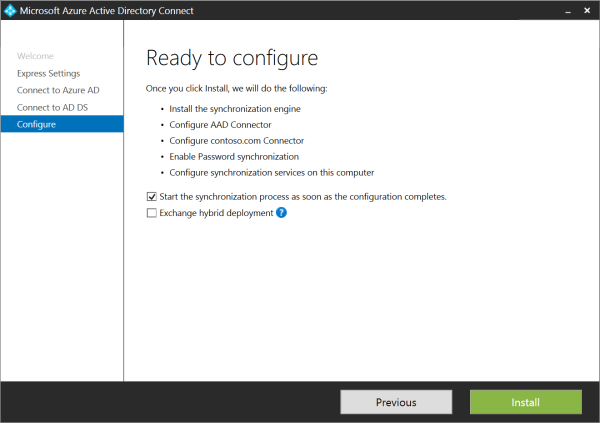 Microsoft Azure Active Directory Connect
Welcome
Express Settings
Connect to Azure AD
Connect to AD DS
Configure
Ready to configure
Once you click Install, we will do the following:
• Install the synchronization engine
• Configure AAD Connector
• Configure contoso.com Connector
• Enable Password synchronization
• Configure synchronization services on this computer
Start the synchronization process as soon as the configuration completes.
Exchange hybrid deployment ?
Previous
Install